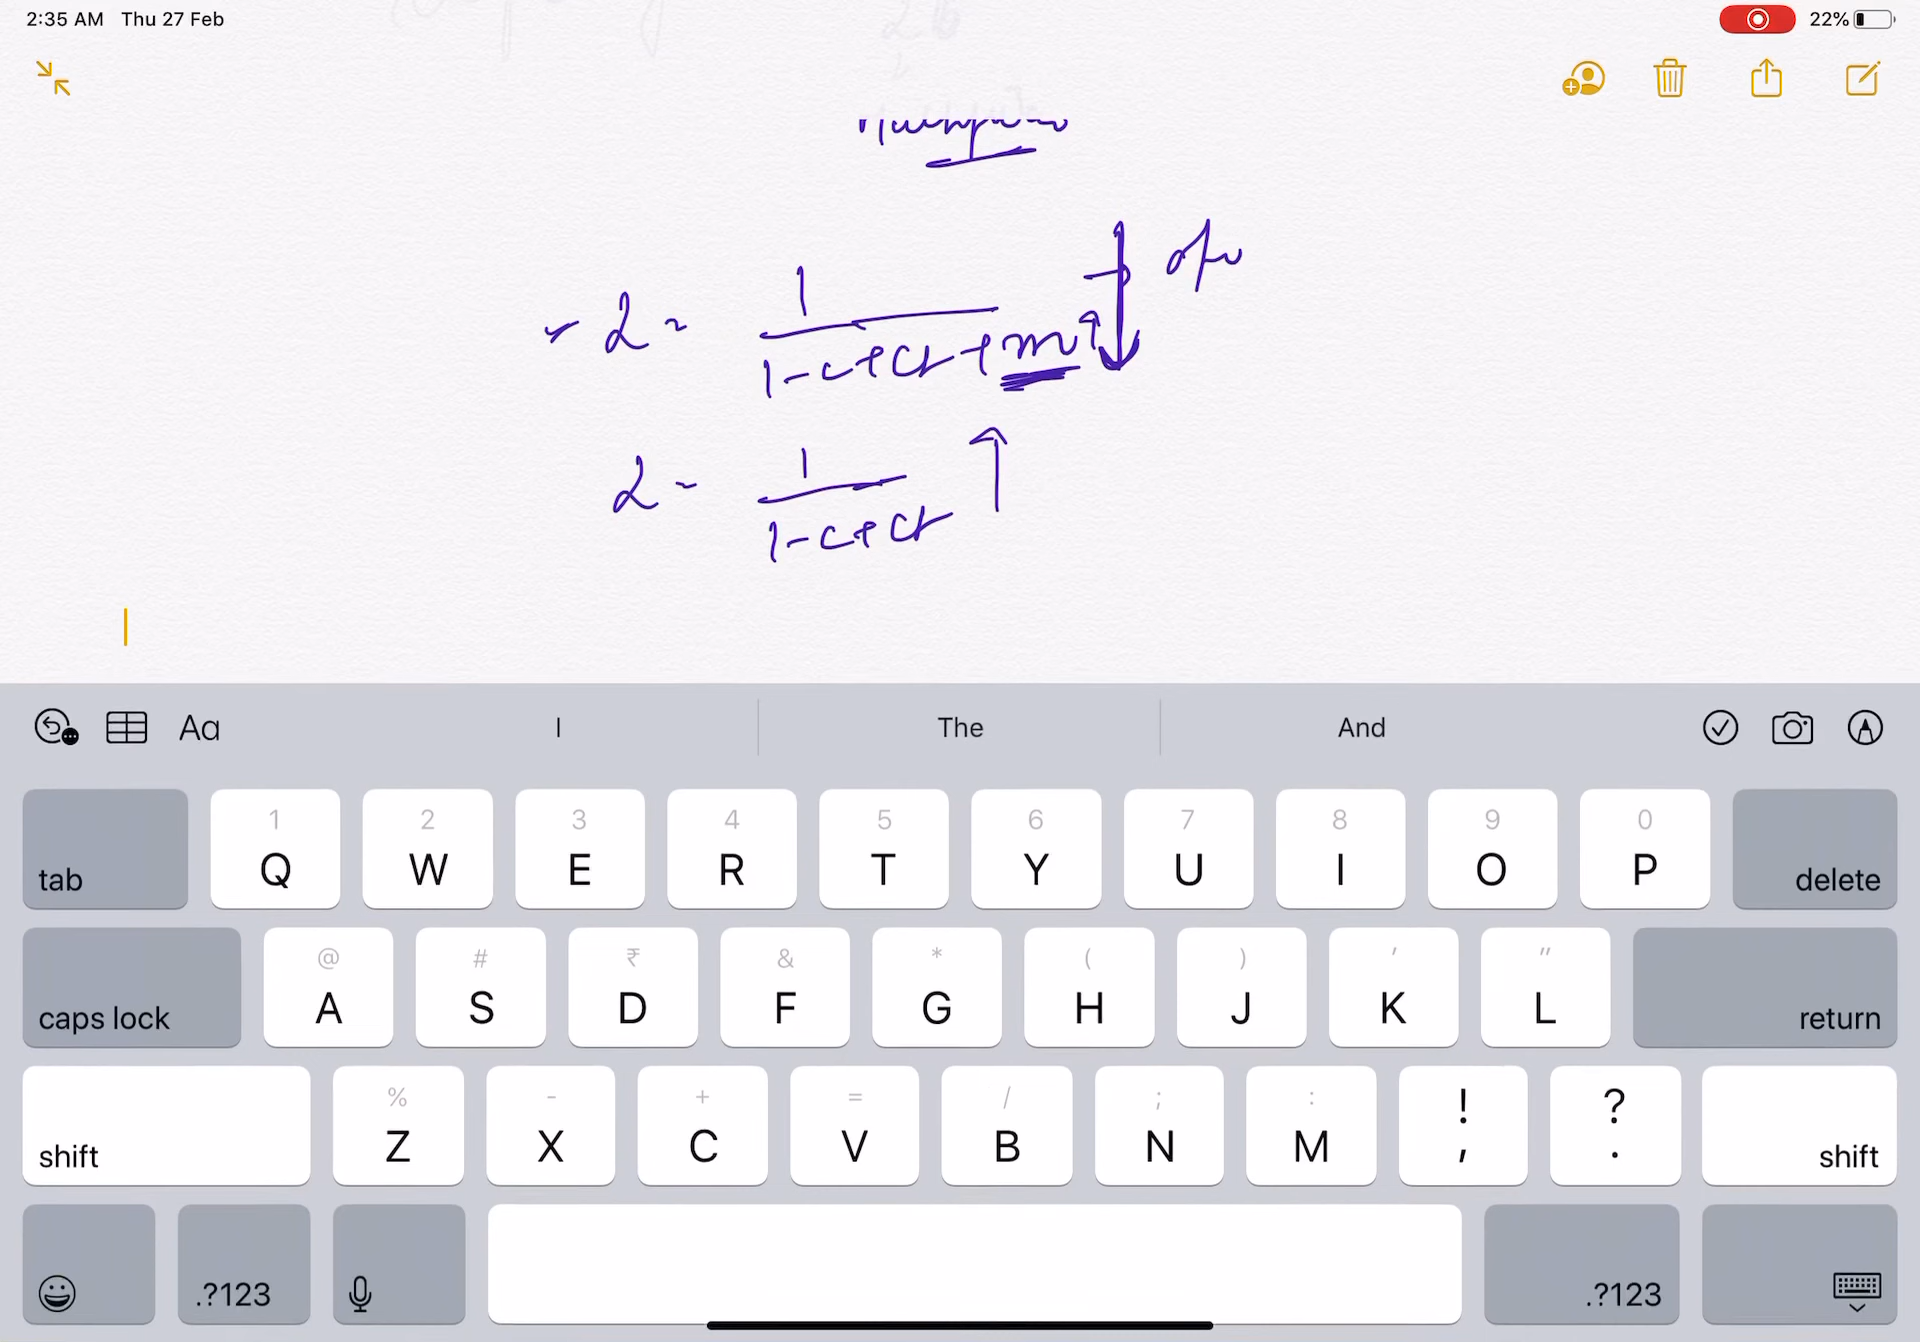 2:35 AM Thu 27 Feb
22%
α = 1 / 1-c+ct+m ↑
α = 1 / 1-c+ct ↑
Aa I The And
tab 1 Q 2 W 3 E 4 R 5 T 6 Y 7 U 8 I 9 O 0 P delete
caps lock @ A # S ₹ D & F * G ( H ) J ' K " L return
shift % Z - X + C = V / B ; N : M ! , ? . shift
.?123 .?123